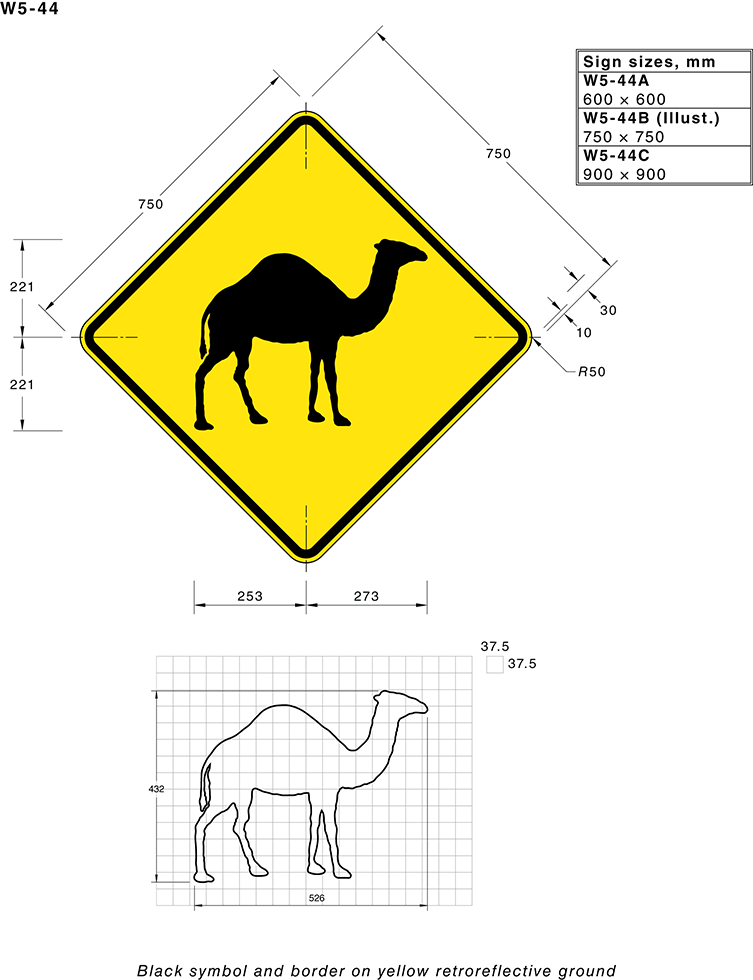 W5-44
Sign sizes, mm
W5-44A
600 × 600
W5-44B (Illust.)
750 × 750
W5-44C
900 × 900
750
750
221
221
30
10
R50
253
273
37.5
37.5
432
526
Black symbol and border on yellow retroreflective ground